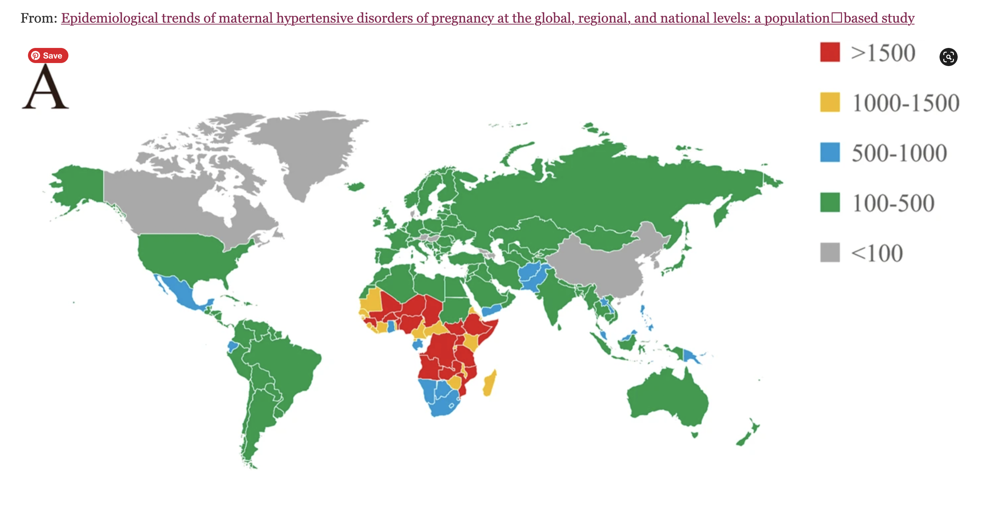 From: Epidemiological trends of maternal hypertensive disorders of pregnancy at the global, regional, and national levels: a population□based study
Save
A
>1500
1000-1500
500-1000
100-500
<100